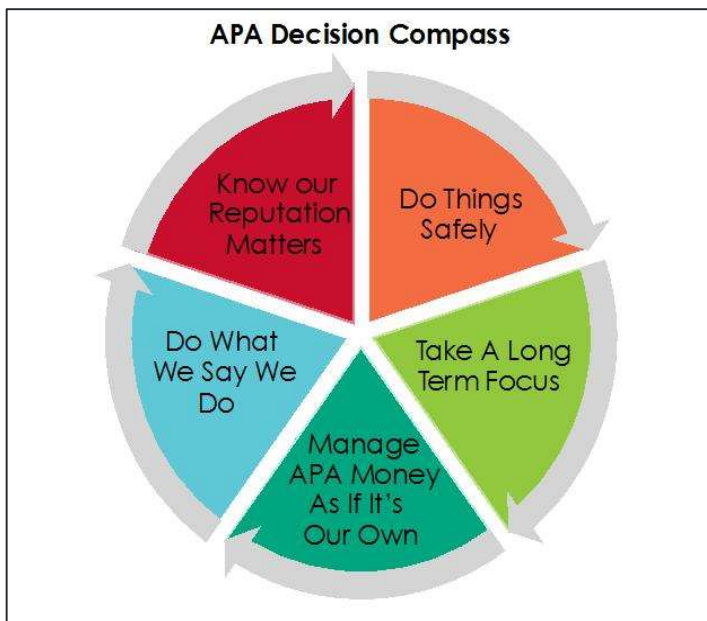 APA Decision Compass
Do Things
Safely
Take A Long
Term Focus
Manage
APA Money
As If It's
Our Own
Do What
We Say We
Do
Know our
Reputation
Matters